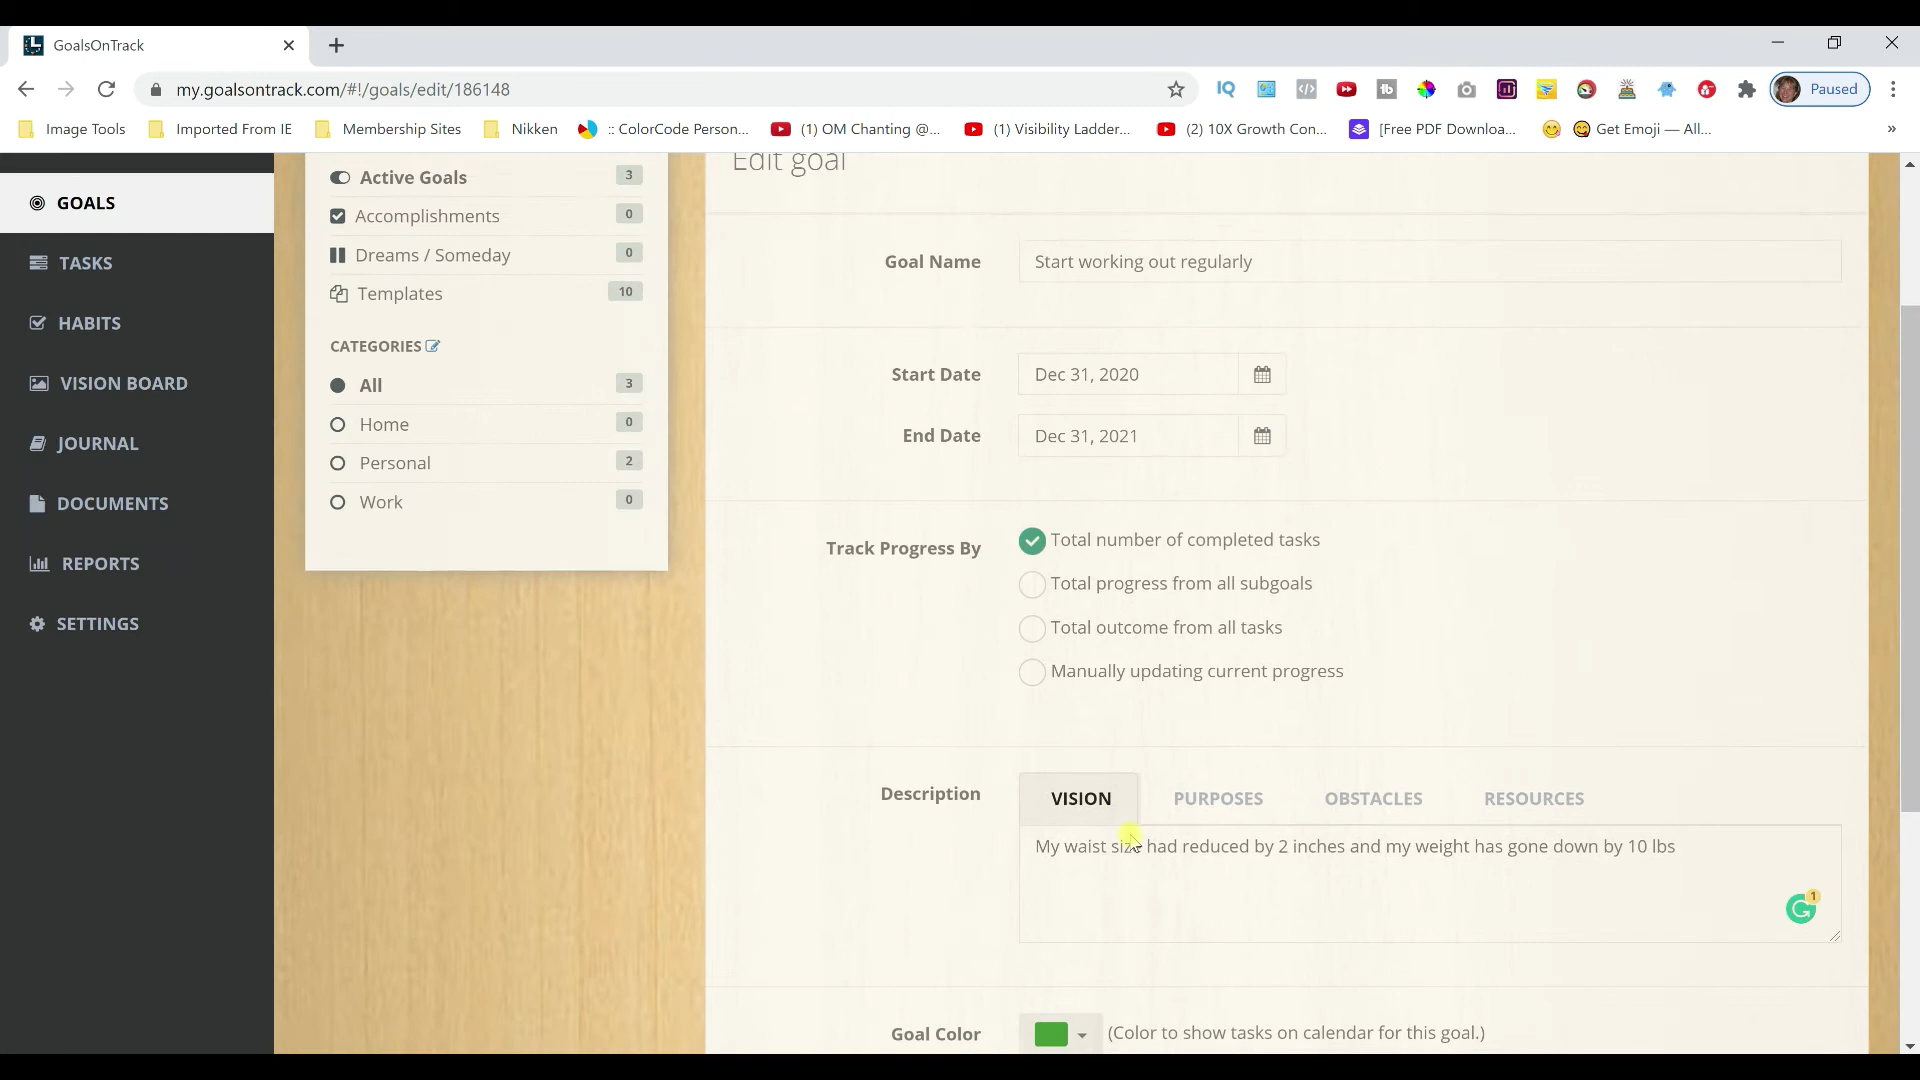 GoalsOnTrack
my.goalsontrack.com/#!/goals/edit/186148
IQ
tb
Paused
Image Tools
Imported From IE
Membership Sites
Nikken
:: ColorCode Person...
(1) OM Chanting @...
(1) Visibility Ladder...
(2) 10X Growth Con...
[Free PDF Downloa...
Get Emoji — All...
»
GOALS
TASKS
HABITS
VISION BOARD
JOURNAL
DOCUMENTS
REPORTS
SETTINGS
Active Goals 3
Accomplishments 0
Dreams / Someday 0
Templates 10
CATEGORIES
All 3
Home 0
Personal 2
Work 0
Edit goal
Goal Name Start working out regularly
Start Date Dec 31, 2020
End Date Dec 31, 2021
Track Progress By Total number of completed tasks
Total progress from all subgoals
Total outcome from all tasks
Manually updating current progress
Description VISION PURPOSES OBSTACLES RESOURCES
My waist size had reduced by 2 inches and my weight has gone down by 10 lbs
1
Goal Color (Color to show tasks on calendar for this goal.)